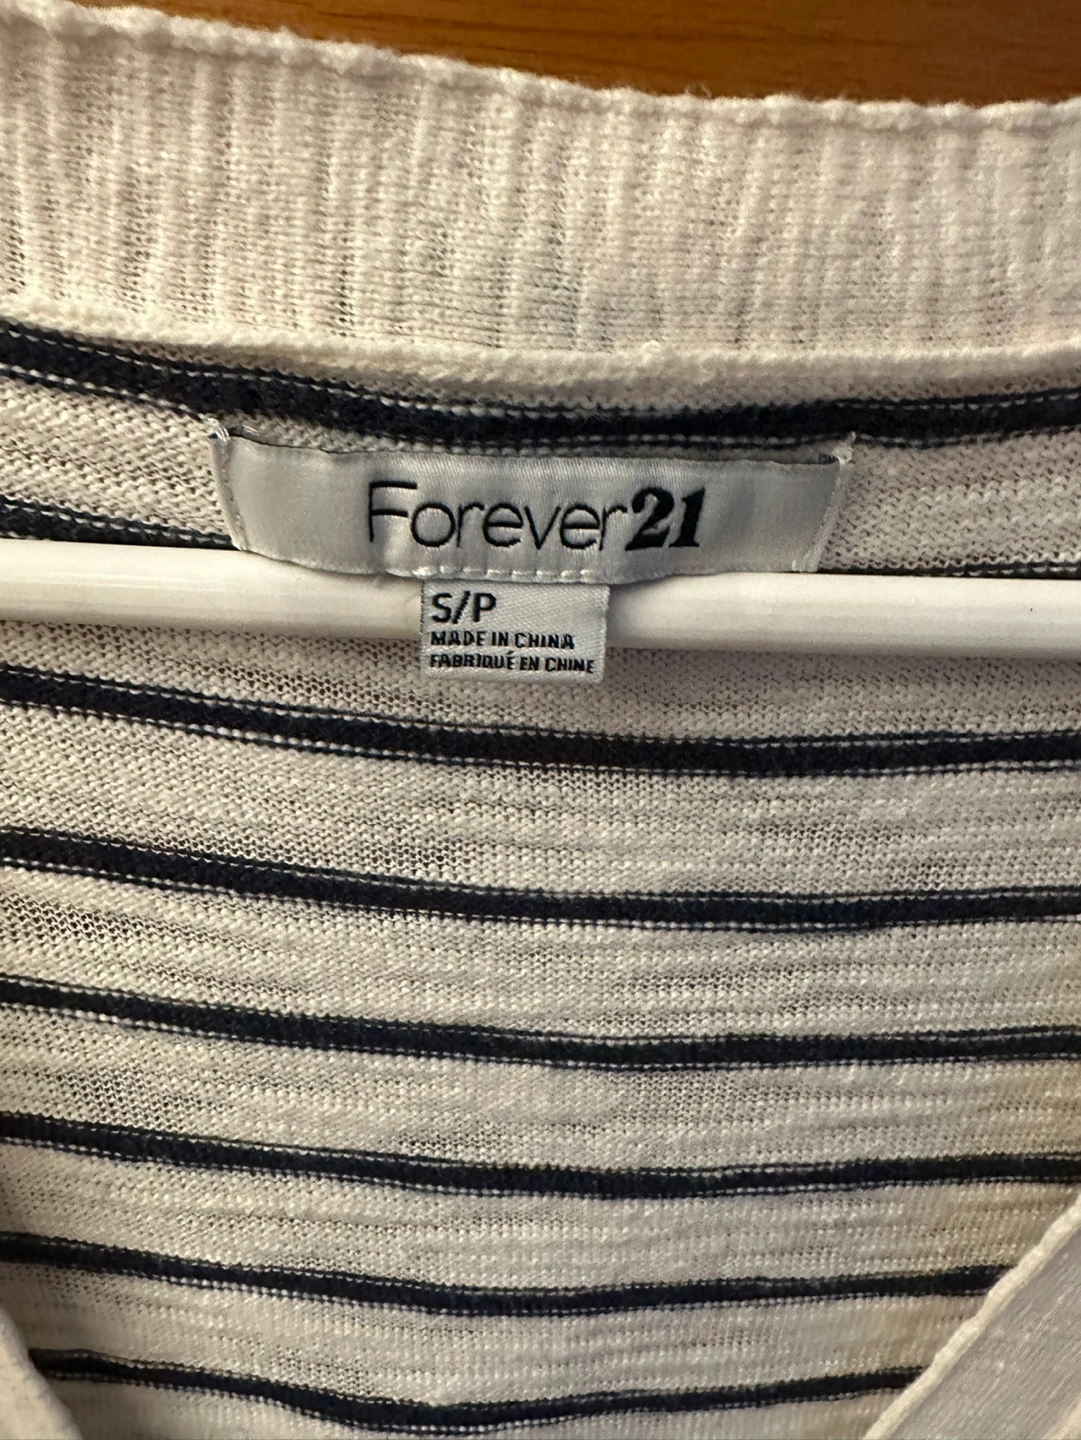 Forever21
S/P
MADE IN CHINA
FABRIQUÉ EN CHINE